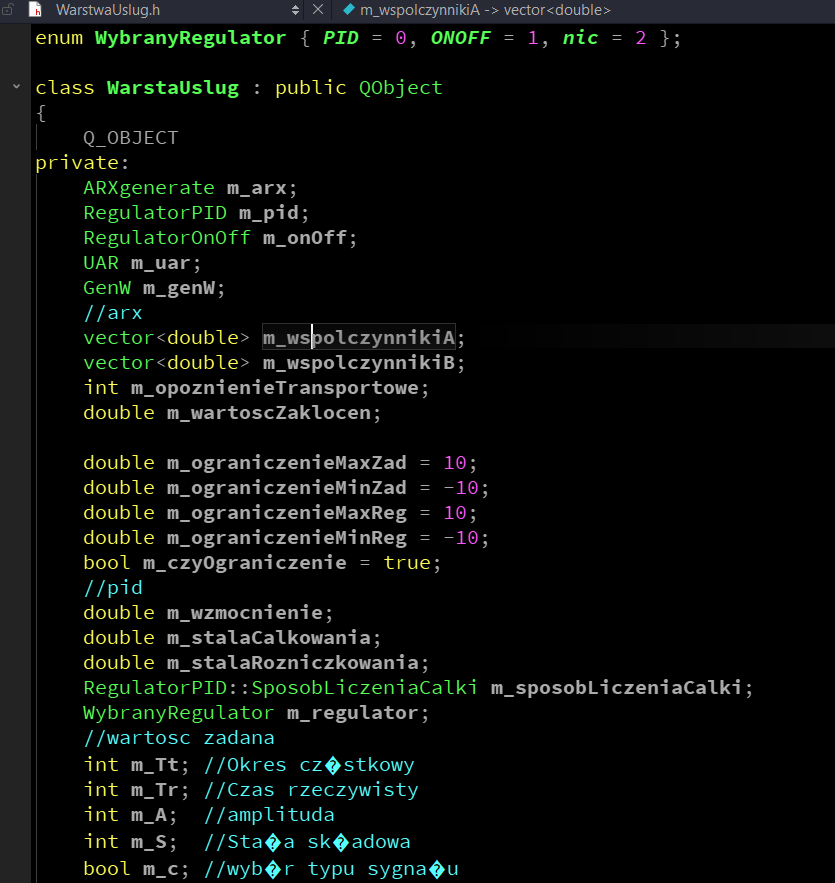 WarstwaUslug.h m_wspolczynnikiA -> vector<double>
enum WybranyRegulator { PID = 0, ONOFF = 1, nic = 2 };
class WarstaUslug : public QObject
{
Q_OBJECT
private:
ARXgenerate m_arx;
RegulatorPID m_pid;
RegulatorOnOff m_onOff;
UAR m_uar;
GenW m_genW;
//arx
vector<double> m_wspolczynnikiA;
vector<double> m_wspolczynnikiB;
int m_opoznienieTransportowe;
double m_wartoscZaklocen;
double m_ograniczenieMaxZad = 10;
double m_ograniczenieMinZad = -10;
double m_ograniczenieMaxReg = 10;
double m_ograniczenieMinReg = -10;
bool m_czyOgraniczenie = true;
//pid
double m_wzmocnienie;
double m_stalaCalkowania;
double m_stalaRozniczkowania;
RegulatorPID::SposobLiczeniaCalki m_sposobLiczeniaCalki;
WybranyRegulator m_regulator;
//wartosc zadana
int m_Tt; //Okres cz�stkowy
int m_Tr; //Czas rzeczywisty
int m_A; //amplituda
int m_S; //Sta�a sk�adowa
bool m_c; //wyb�r typu sygna�u